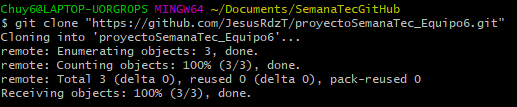 Chuy6@LAPTOP-UORGROPS MINGW64 ~/Documents/SemanaTecGitHub
$ git clone "https://github.com/JesusRdzT/proyectoSemanaTec_Equipo6.git"
Cloning into 'proyectoSemanaTec_Equipo6'...
remote: Enumerating objects: 3, done.
remote: Counting objects: 100% (3/3), done.
remote: Total 3 (delta 0), reused 0 (delta 0), pack-reused 0
Receiving objects: 100% (3/3), done.